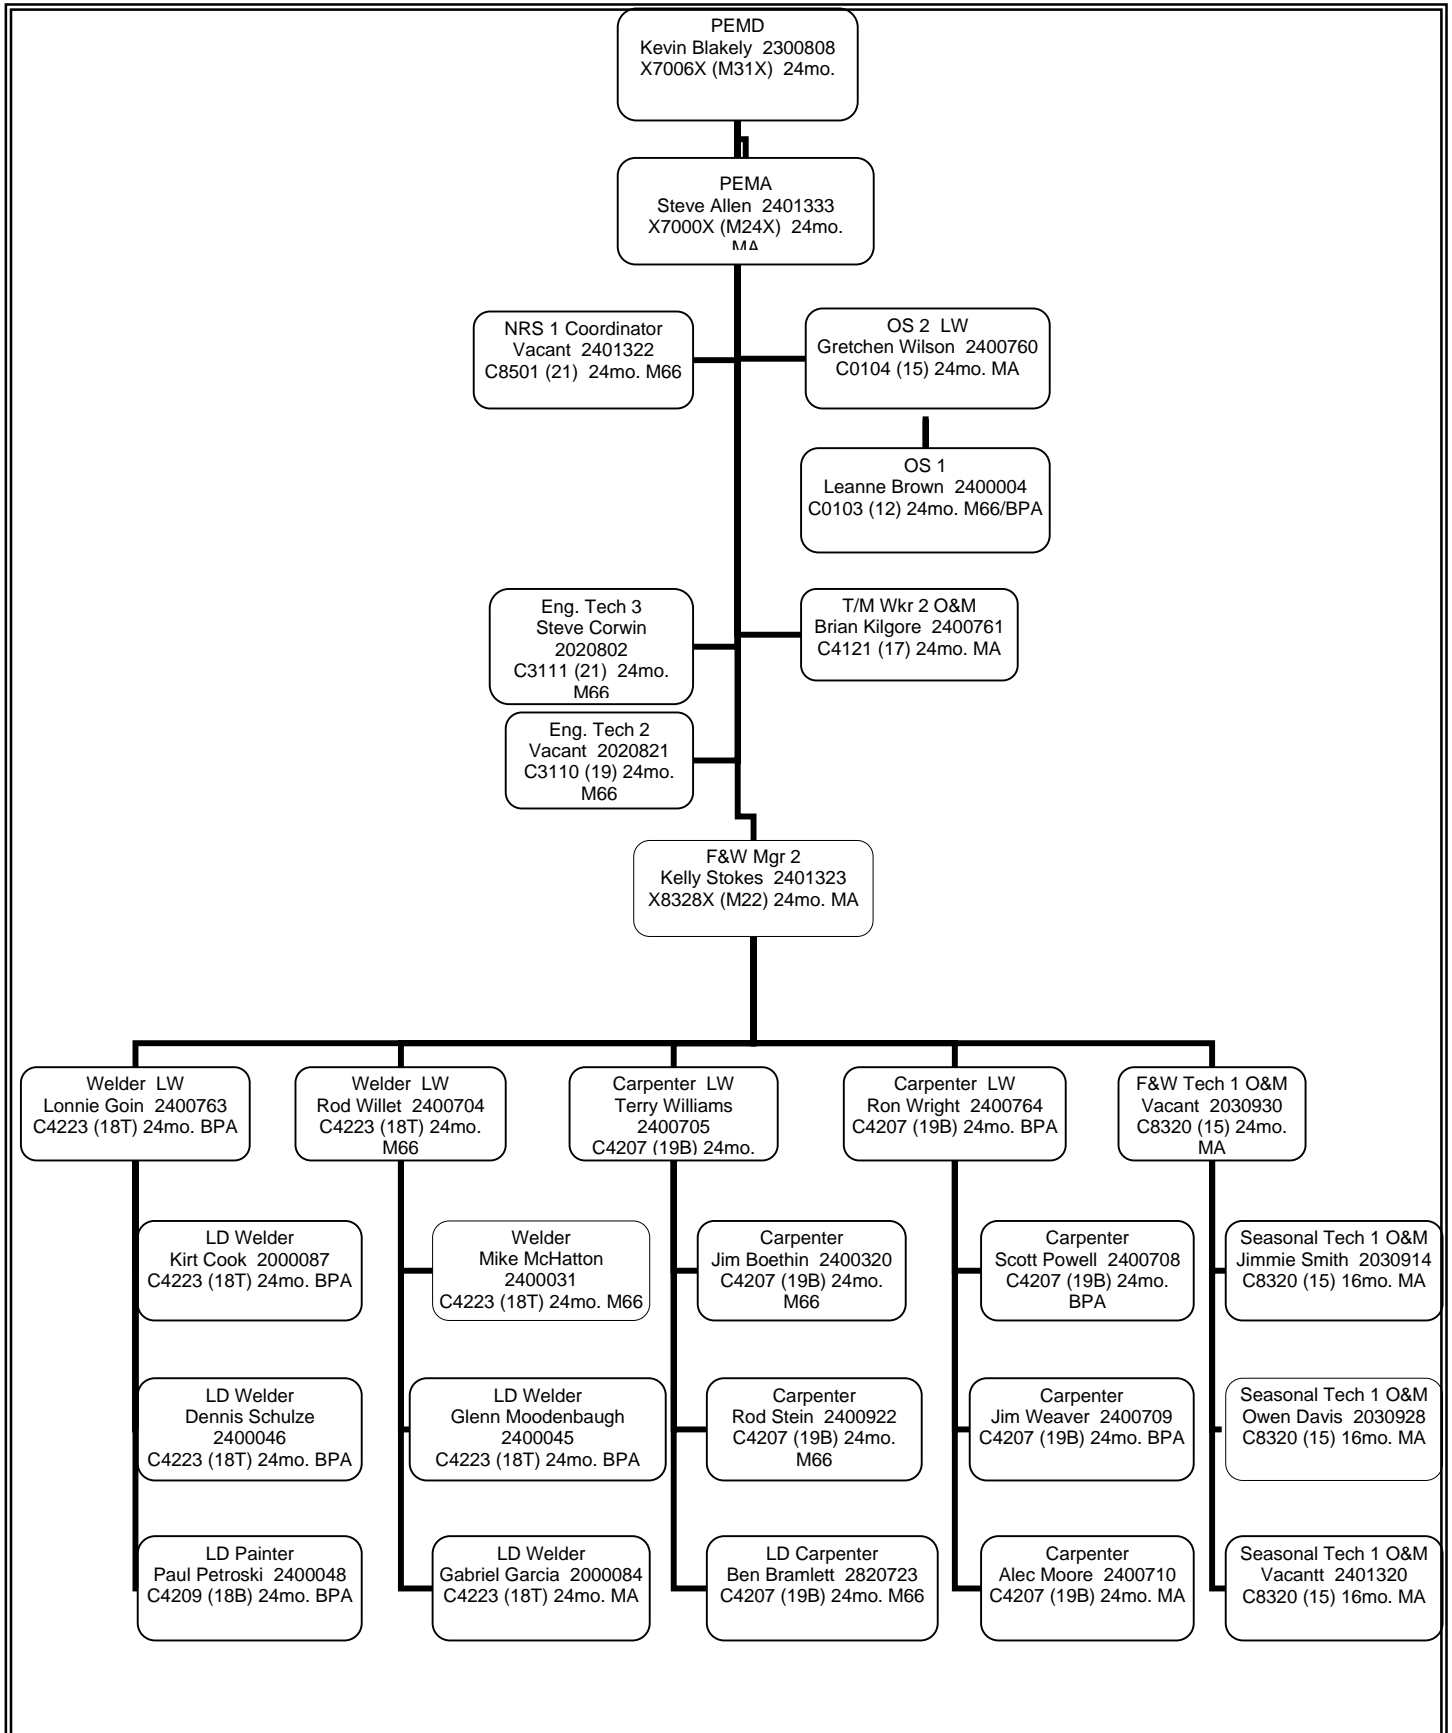 PEMD
Kevin Blakely 2300808
X7006X (M31X) 24mo.
PEMA
Steve Allen 2401333
X7000X (M24X) 24mo.
MA
NRS 1 Coordinator
Vacant 2401322
C8501 (21) 24mo. M66
OS 2 LW
Gretchen Wilson 2400760
C0104 (15) 24mo. MA
OS 1
Leanne Brown 2400004
C0103 (12) 24mo. M66/BPA
Eng. Tech 3
Steve Corwin
2020802
C3111 (21) 24mo.
M66
T/M Wkr 2 O&M
Brian Kilgore 2400761
C4121 (17) 24mo. MA
Eng. Tech 2
Vacant 2020821
C3110 (19) 24mo.
M66
F&W Mgr 2
Kelly Stokes 2401323
X8328X (M22) 24mo. MA
Welder LW
Lonnie Goin 2400763
C4223 (18T) 24mo. BPA
Welder LW
Rod Willet 2400704
C4223 (18T) 24mo.
M66
Carpenter LW
Terry Williams
2400705
C4207 (19B) 24mo.
Carpenter LW
Ron Wright 2400764
C4207 (19B) 24mo. BPA
F&W Tech 1 O&M
Vacant 2030930
C8320 (15) 24mo.
MA
LD Welder
Kirt Cook 2000087
C4223 (18T) 24mo. BPA
Welder
Mike McHatton
2400031
C4223 (18T) 24mo. M66
Carpenter
Jim Boethin 2400320
C4207 (19B) 24mo.
M66
Carpenter
Scott Powell 2400708
C4207 (19B) 24mo.
BPA
Seasonal Tech 1 O&M
Jimmie Smith 2030914
C8320 (15) 16mo. MA
LD Welder
Dennis Schulze
2400046
C4223 (18T) 24mo. BPA
LD Welder
Glenn Moodenbaugh
2400045
C4223 (18T) 24mo. BPA
Carpenter
Rod Stein 2400922
C4207 (19B) 24mo.
M66
Carpenter
Jim Weaver 2400709
C4207 (19B) 24mo. BPA
Seasonal Tech 1 O&M
Owen Davis 2030928
C8320 (15) 16mo. MA
LD Painter
Paul Petroski 2400048
C4209 (18B) 24mo. BPA
LD Welder
Gabriel Garcia 2000084
C4223 (18T) 24mo. MA
LD Carpenter
Ben Bramlett 2820723
C4207 (19B) 24mo. M66
Carpenter
Alec Moore 2400710
C4207 (19B) 24mo. MA
Seasonal Tech 1 O&M
Vacantt 2401320
C8320 (15) 16mo. MA